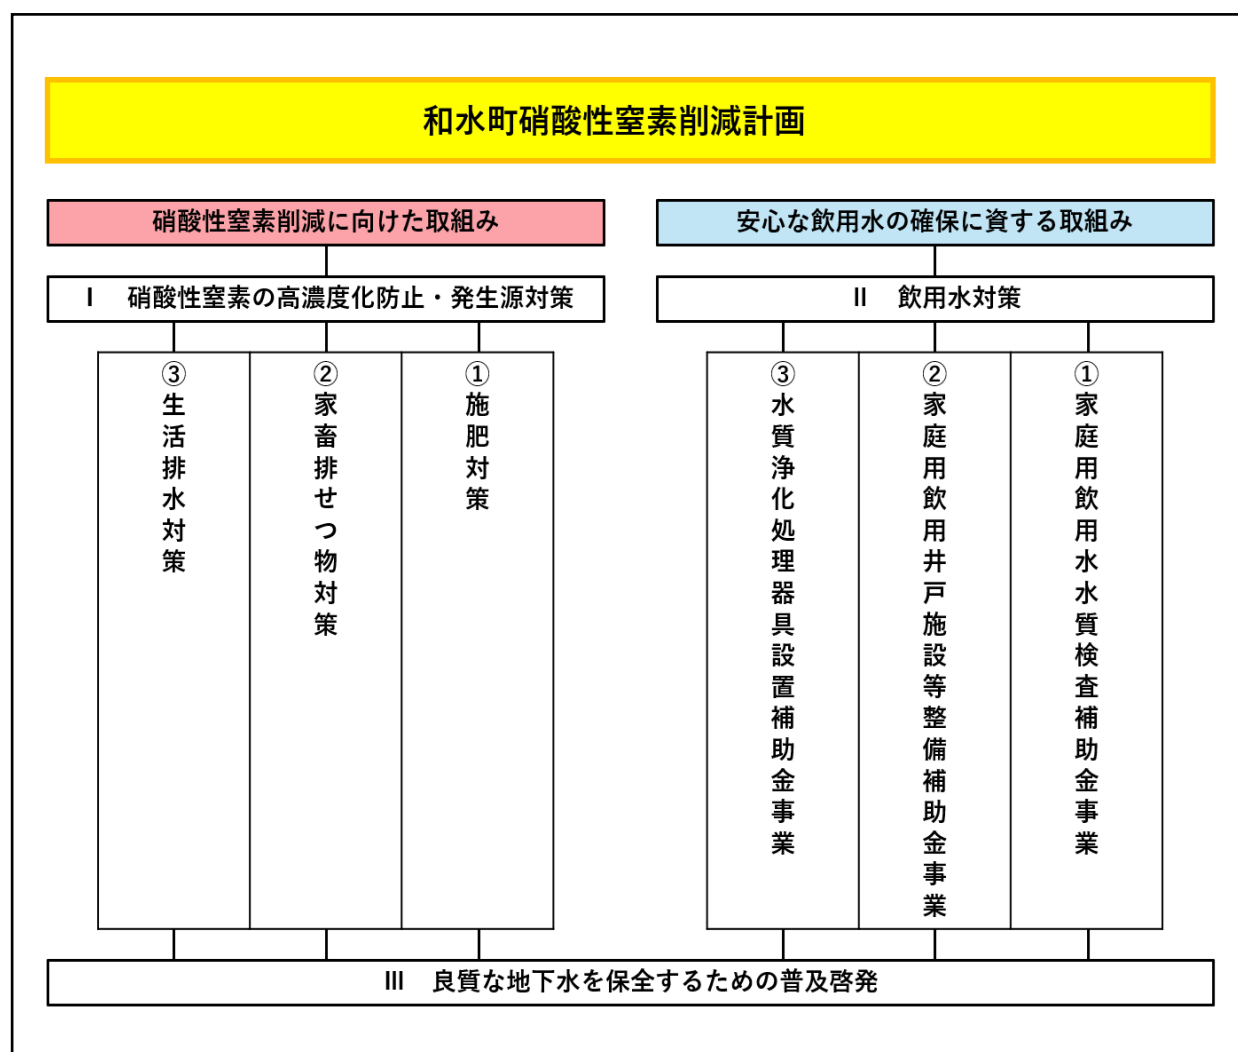 和水町硝酸性窒素削減計画
硝酸性窒素削減に向けた取組み
Ⅰ 硝酸性窒素の高濃度化防止・発生源対策
①施肥対策
②家畜排せつ物対策
③生活排水対策
安心な飲用水の確保に資する取組み
Ⅱ 飲用水対策
①家庭用飲用水水質検査補助金事業
②家庭用飲用井戸施設等整備補助金事業
③水質浄化処理器具設置補助金事業
Ⅲ 良質な地下水を保全するための普及啓発